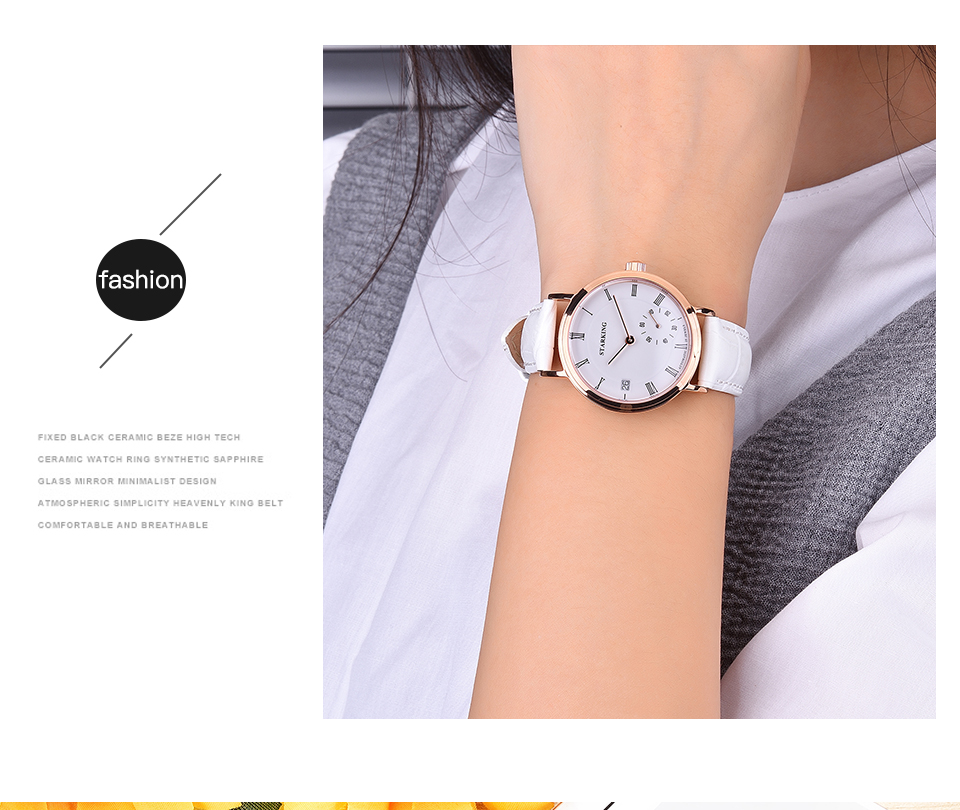 fashion
FIXED BLACK CERAMIC BEZE HIGH TECH
CERAMIC WATCH RING SYNTHETIC SAPPHIRE
GLASS MIRROR MINIMALIST DESIGN
ATMOSPHERIC SIMPLICITY HEAVENLY KING BELT
COMFORTABLE AND BREATHABLE
STARKING
26